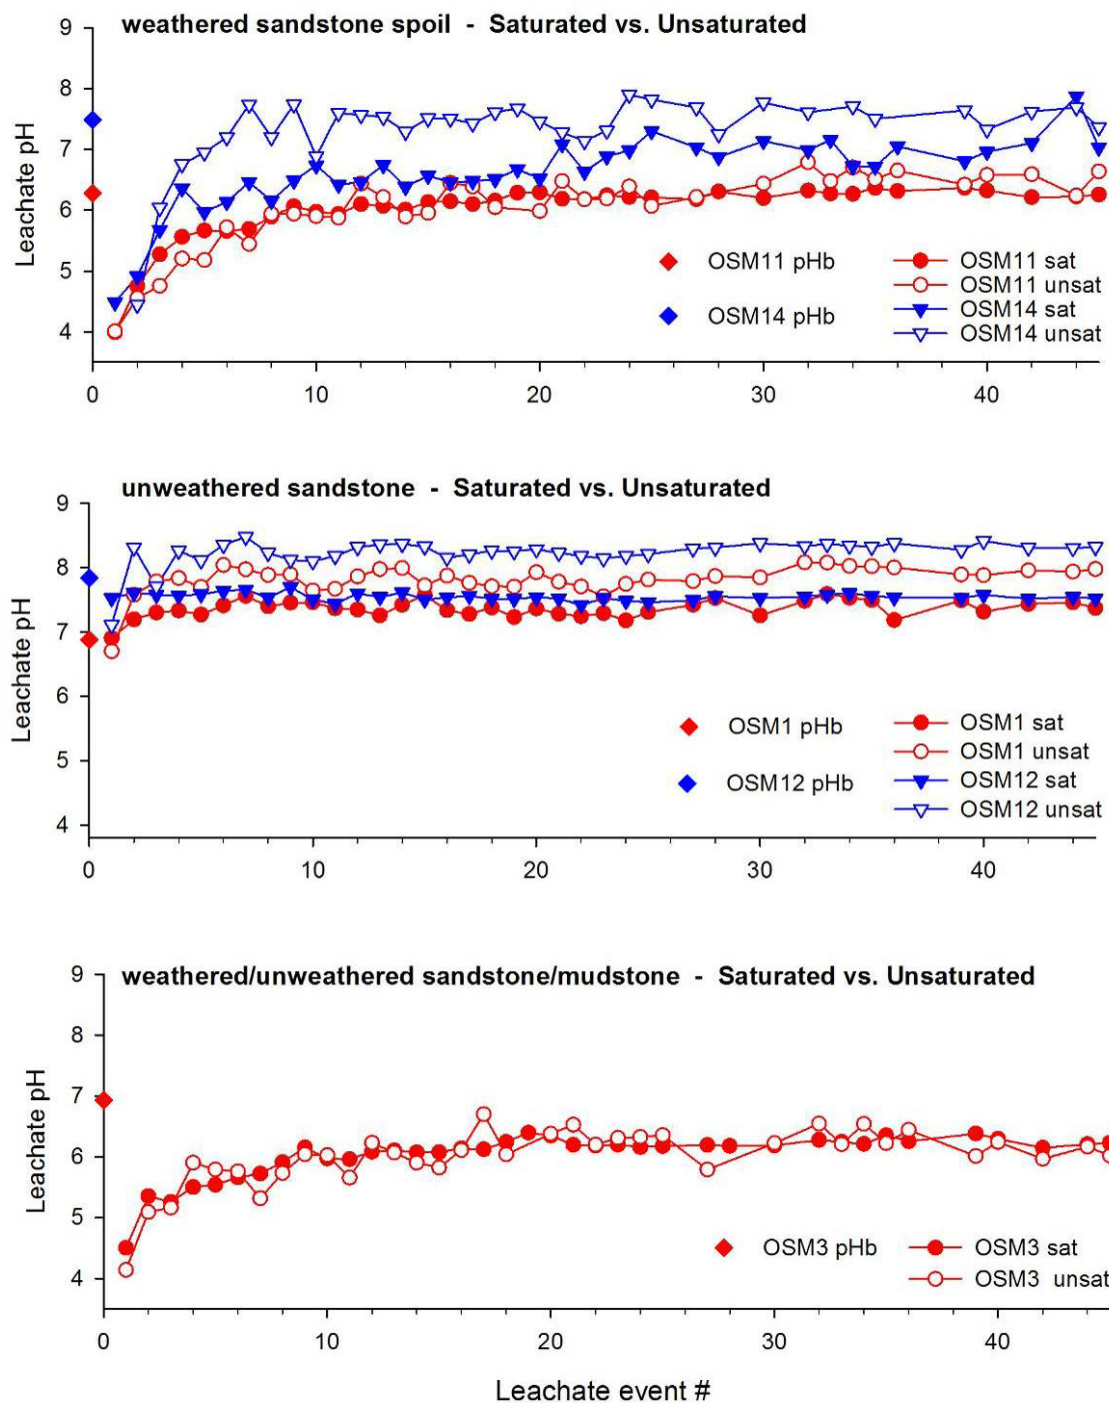 weathered sandstone spoil - Saturated vs. Unsaturated
9
8
7
6
5
4
Leachate pH
OSM11 pHb
OSM14 pHb
OSM11 sat
OSM11 unsat
OSM14 sat
OSM14 unsat
0 10 20 30 40
unweathered sandstone - Saturated vs. Unsaturated
9
8
7
6
5
4
Leachate pH
OSM1 pHb
OSM12 pHb
OSM1 sat
OSM1 unsat
OSM12 sat
OSM12 unsat
0 10 20 30 40
weathered/unweathered sandstone/mudstone - Saturated vs. Unsaturated
9
8
7
6
5
4
Leachate pH
OSM3 pHb
OSM3 sat
OSM3 unsat
0 10 20 30 40
Leachate event #